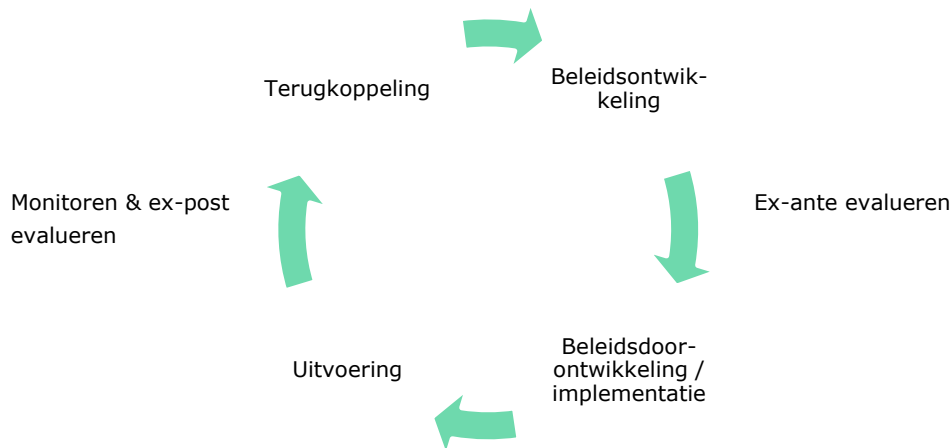 Terugkoppeling
Beleidsontwik-
keling
Monitoren & ex-post
evalueren
Ex-ante evalueren
Uitvoering
Beleidsdoor-
ontwikkeling /
implementatie